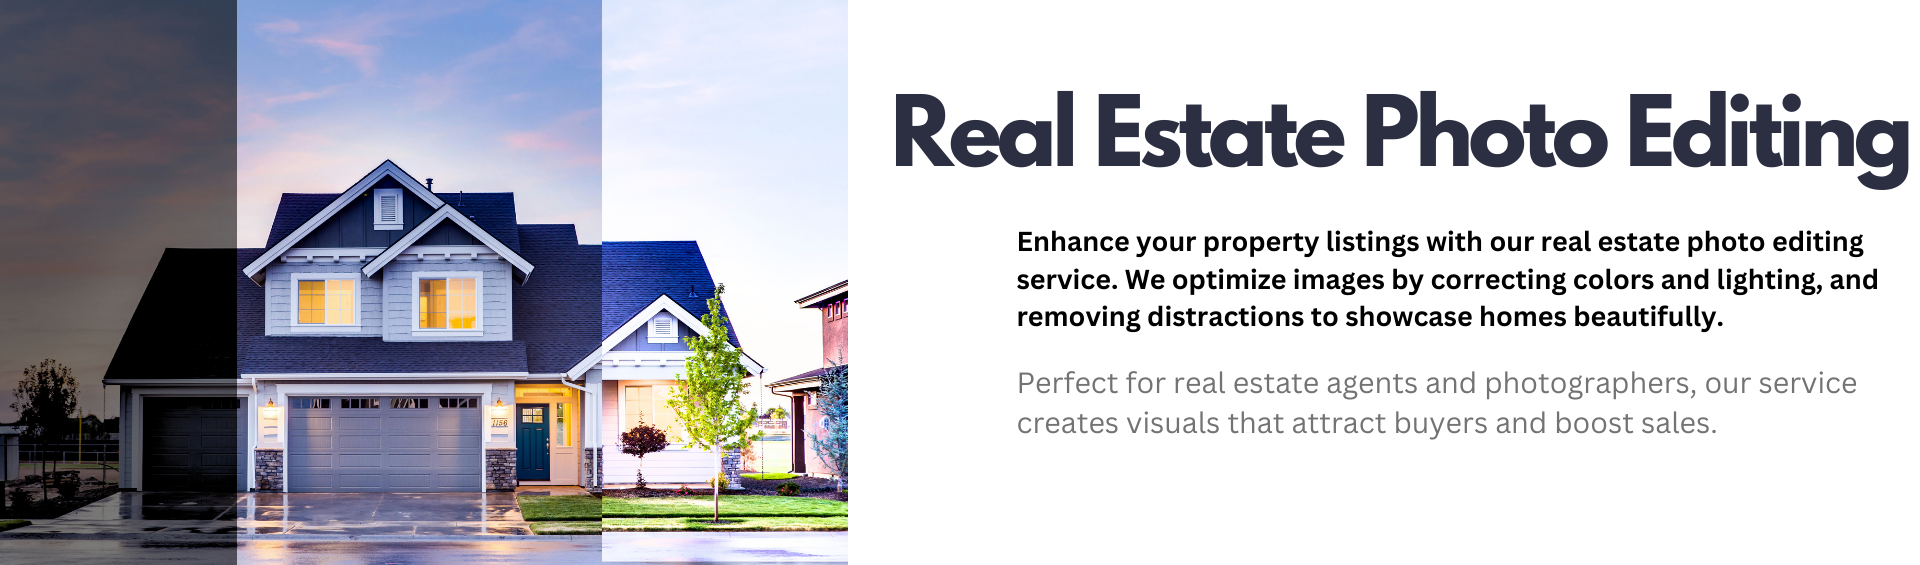 Real Estate Photo Editing
Enhance your property listings with our real estate photo editing
service. We optimize images by correcting colors and lighting, and
removing distractions to showcase homes beautifully.
Perfect for real estate agents and photographers, our service
creates visuals that attract buyers and boost sales.
1156